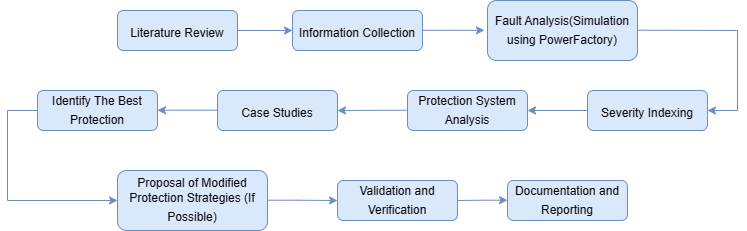 Literature Review
Information Collection
Fault Analysis(Simulation
using PowerFactory)
Severity Indexing
Protection System
Analysis
Case Studies
Identify The Best
Protection
Proposal of Modified
Protection Strategies (If
Possible)
Validation and
Verification
Documentation and
Reporting